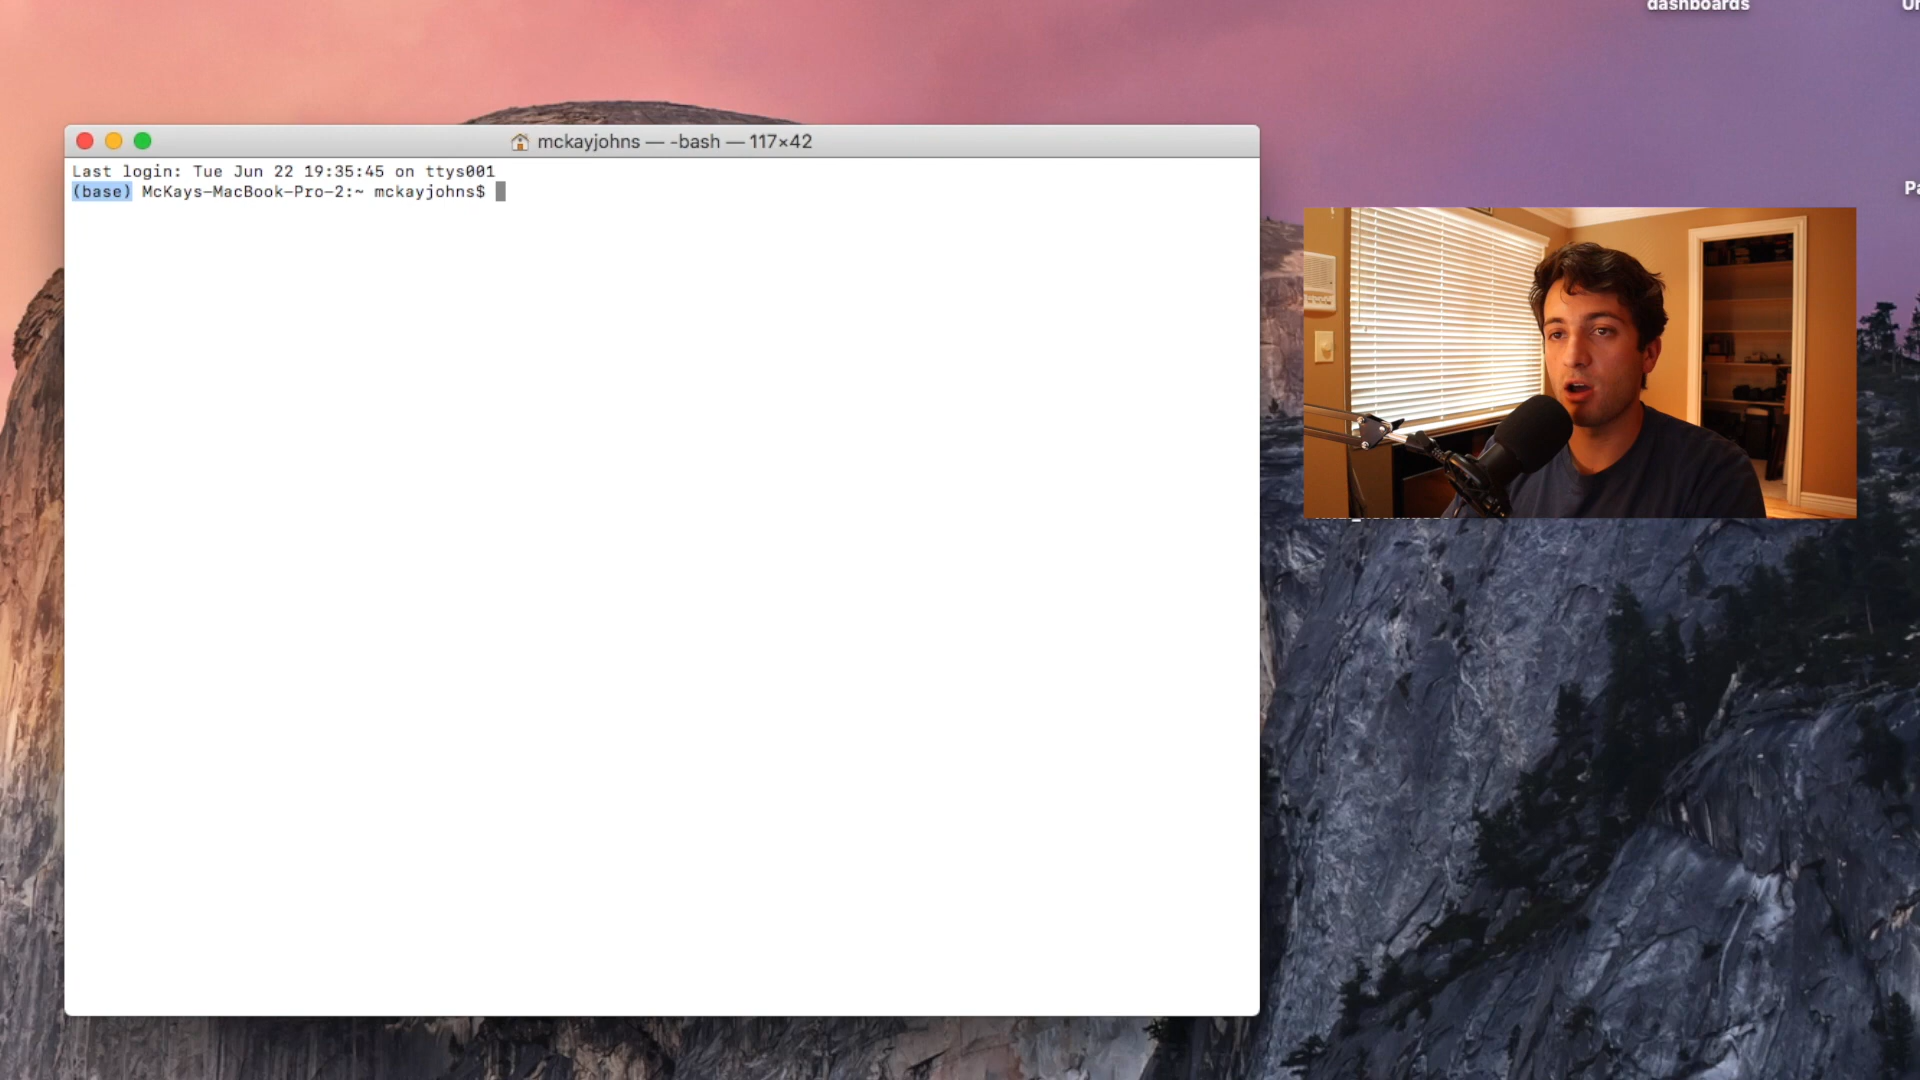 dashboards
mckayjohns — -bash — 117×42
Last login: Tue Jun 22 19:35:45 on ttys001
(base) McKays-MacBook-Pro-2:~ mckayjohns$